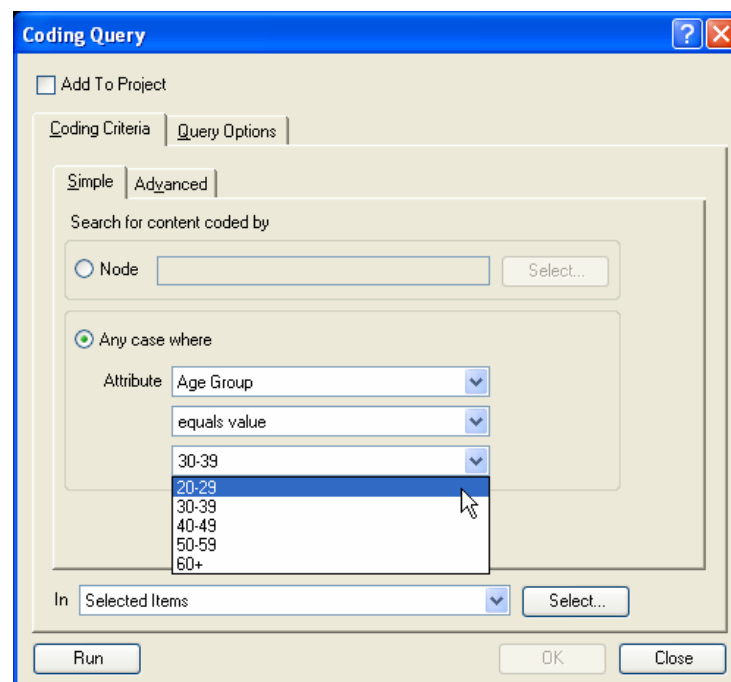 Coding Query
Add To Project
Coding Criteria Query Options
Simple Advanced
Search for content coded by
Node Select...
Any case where
Attribute Age Group
equals value
30-39
20-29
30-39
40-49
50-59
60+
In Selected Items Select...
Run OK Close